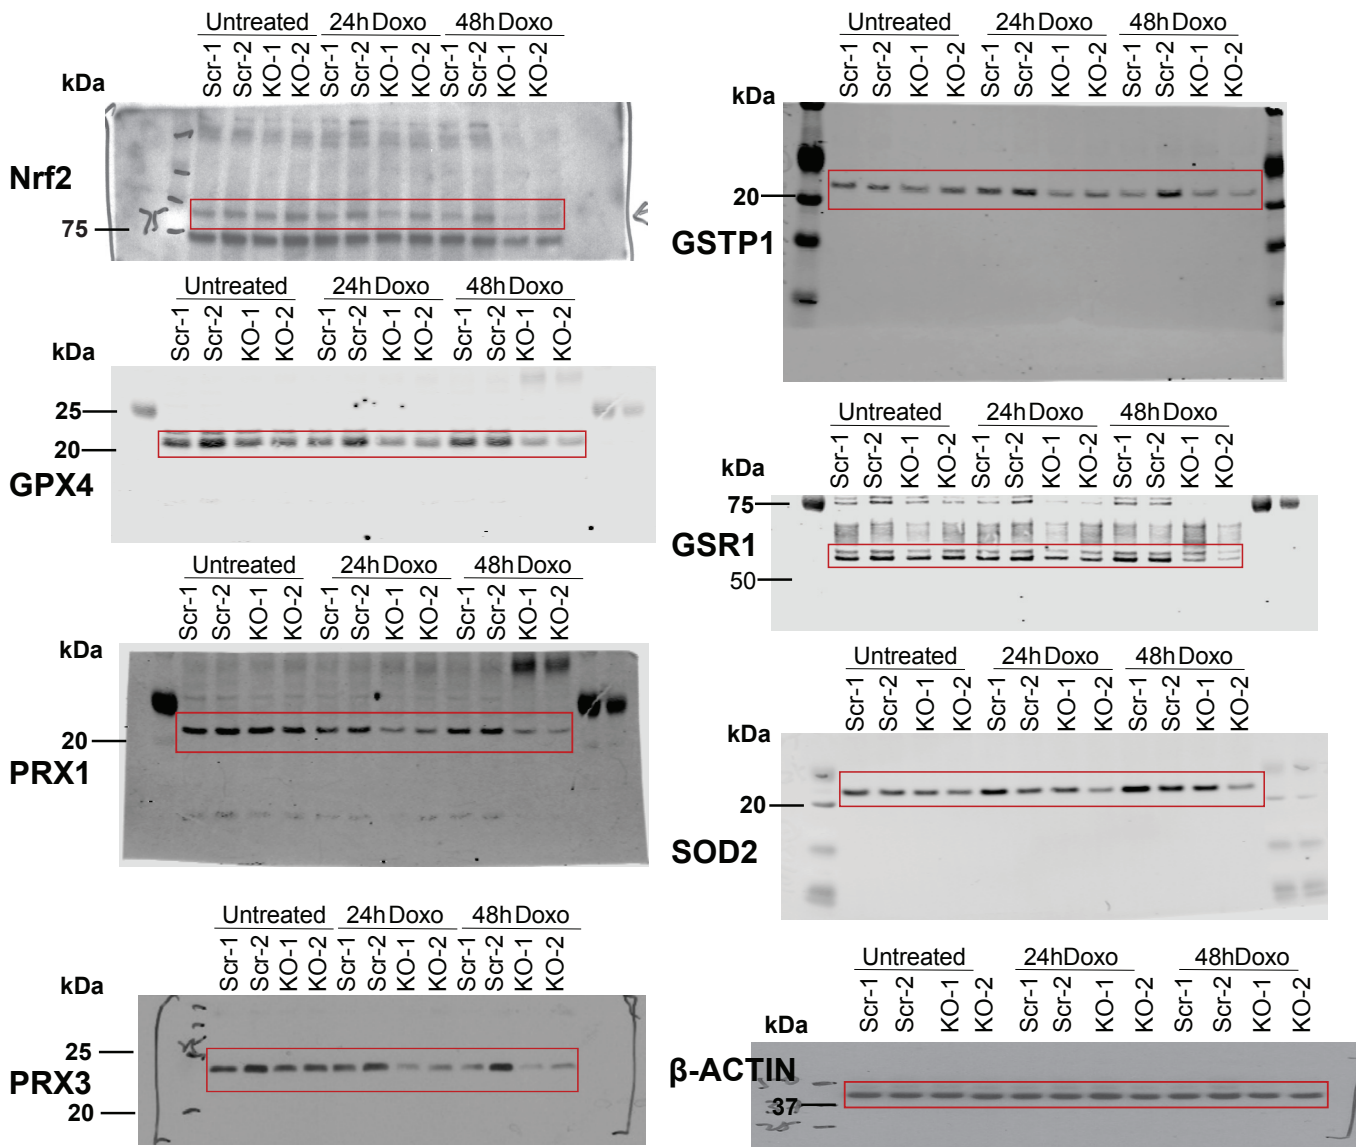 Untreated 24h Doxo 48h Doxo
Scr-1 Scr-2 KO-1 KO-2 Scr-1 Scr-2 KO-1 KO-2 Scr-1 Scr-2 KO-1 KO-2
kDa
Nrf2
75
75
Untreated 24h Doxo 48h Doxo
Scr-1 Scr-2 KO-1 KO-2 Scr-1 Scr-2 KO-1 KO-2 Scr-1 Scr-2 KO-1 KO-2
kDa
25
20
GPX4
Untreated 24h Doxo 48h Doxo
Scr-1 Scr-2 KO-1 KO-2 Scr-1 Scr-2 KO-1 KO-2 Scr-1 Scr-2 KO-1 KO-2
kDa
20
PRX1
Untreated 24h Doxo 48h Doxo
Scr-1 Scr-2 KO-1 KO-2 Scr-1 Scr-2 KO-1 KO-2 Scr-1 Scr-2 KO-1 KO-2
kDa
25
PRX3
20
Untreated 24h Doxo 48h Doxo
Scr-1 Scr-2 KO-1 KO-2 Scr-1 Scr-2 KO-1 KO-2 Scr-1 Scr-2 KO-1 KO-2
kDa
20
GSTP1
Untreated 24h Doxo 48h Doxo
Scr-1 Scr-2 KO-1 KO-2 Scr-1 Scr-2 KO-1 KO-2 Scr-1 Scr-2 KO-1 KO-2
kDa
75
GSR1
50
Untreated 24h Doxo 48h Doxo
Scr-1 Scr-2 KO-1 KO-2 Scr-1 Scr-2 KO-1 KO-2 Scr-1 Scr-2 KO-1 KO-2
kDa
20
SOD2
Untreated 24hDoxo 48hDoxo
Scr-1 Scr-2 KO-1 KO-2 Scr-1 Scr-2 KO-1 KO-2 Scr-1 Scr-2 KO-1 KO-2
kDa
β-ACTIN
37